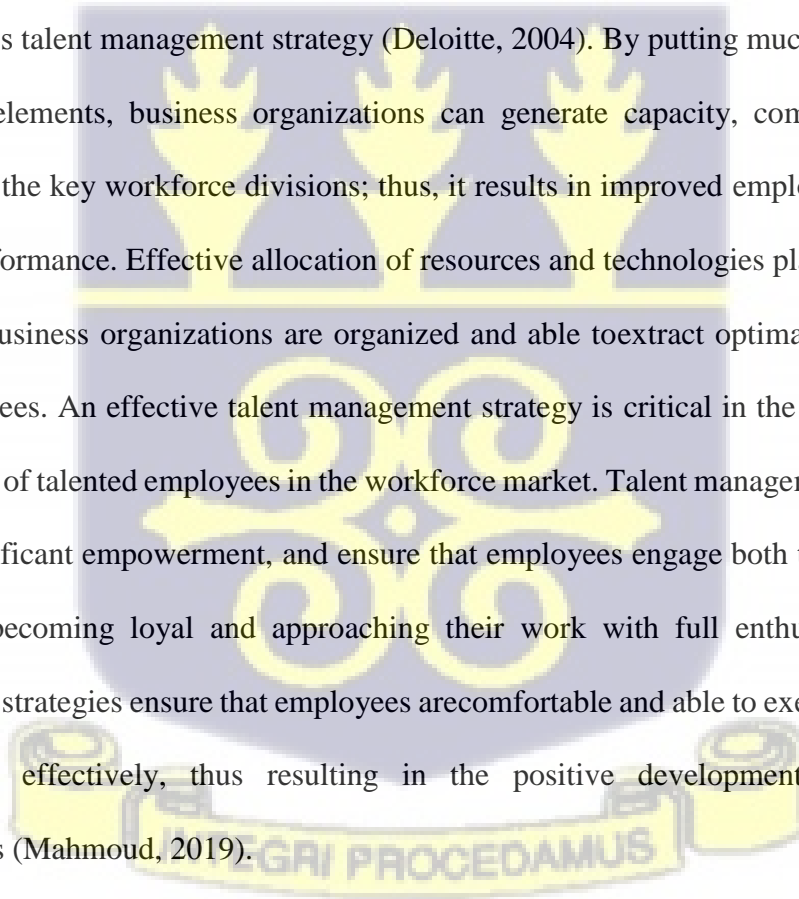 s talent management strategy (Deloitte, 2004). By putting muc
elements, business organizations can generate capacity, com
the key workforce divisions; thus, it results in improved emplo
formance. Effective allocation of resources and technologies pl
usiness organizations are organized and able toextract optima
ees. An effective talent management strategy is critical in the
of talented employees in the workforce market. Talent manager
ficant empowerment, and ensure that employees engage both
becoming loyal and approaching their work with full enthu
strategies ensure that employees arecomfortable and able to exe
effectively, thus resulting in the positive development
s (Mahmoud, 2019).
INTEGRI PROCEDAMUS